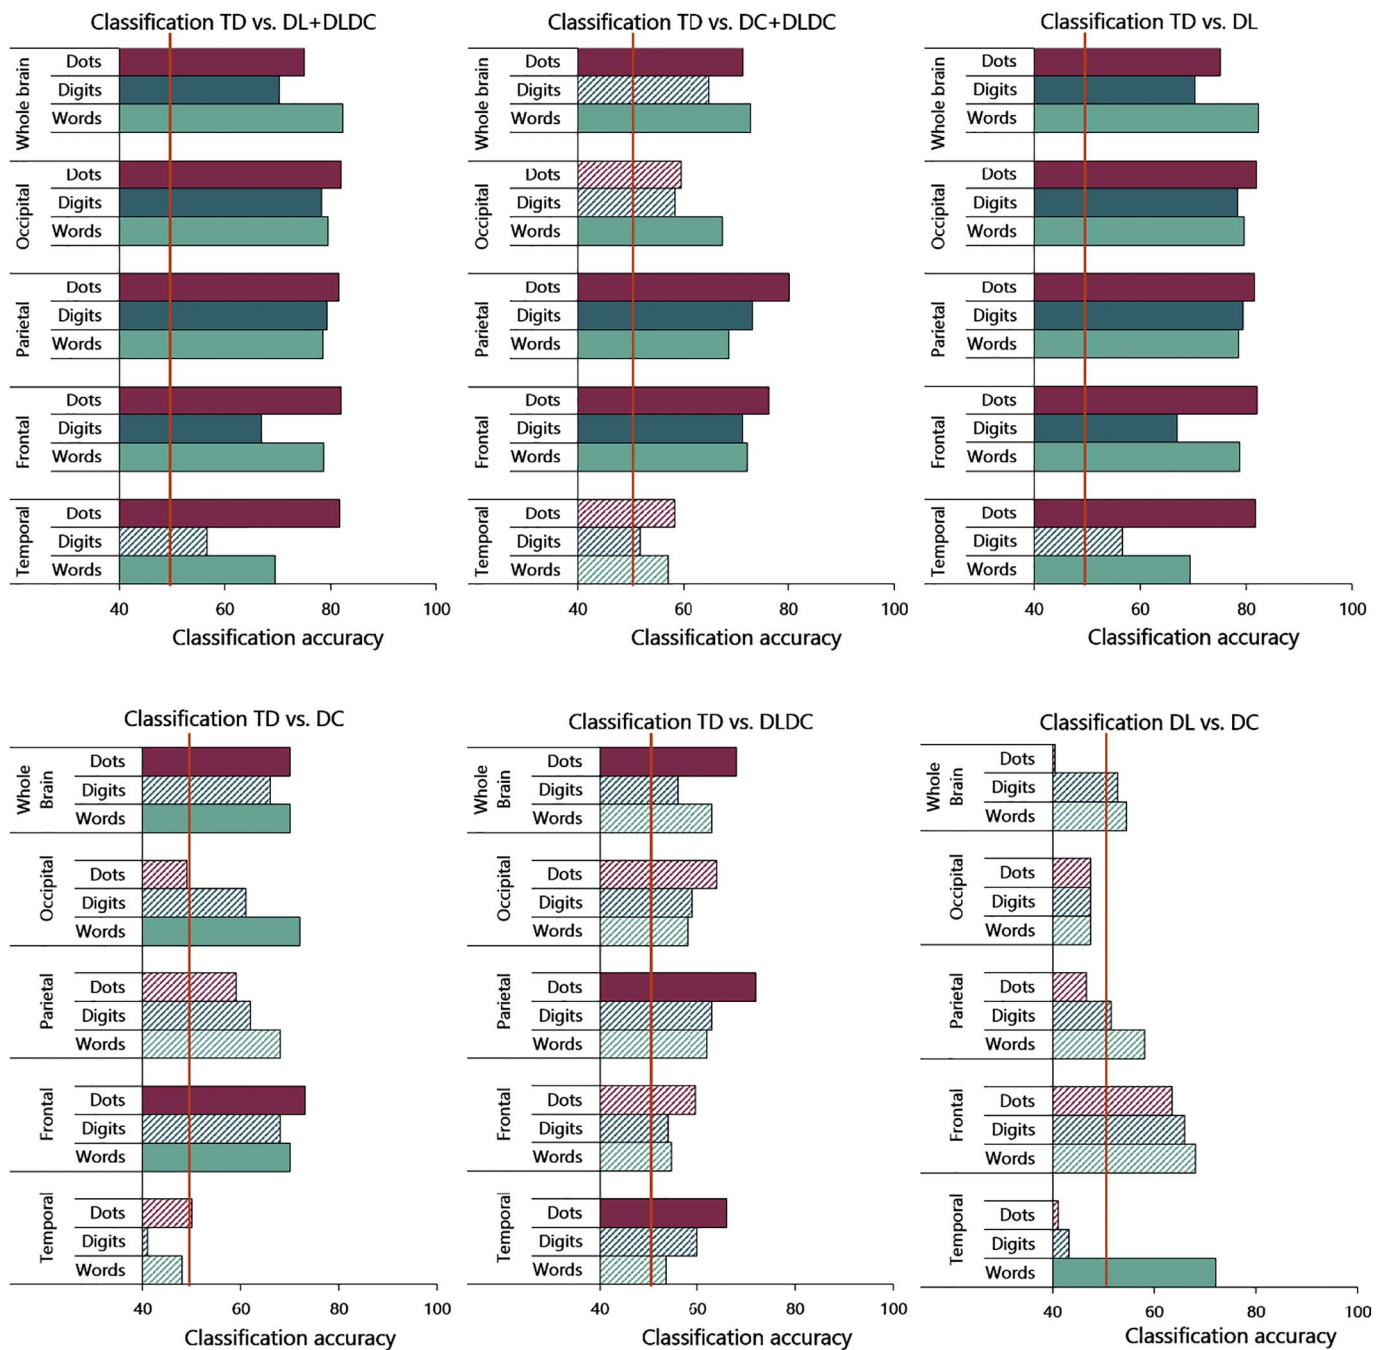 Classification TD vs. DL+DLDC
Whole brain
Dots
Digits
Words
Occipital
Dots
Digits
Words
Parietal
Dots
Digits
Words
Frontal
Dots
Digits
Words
Temporal
Dots
Digits
Words
40 60 80 100
Classification accuracy
Classification TD vs. DC+DLDC
Whole brain
Dots
Digits
Words
Occipital
Dots
Digits
Words
Parietal
Dots
Digits
Words
Frontal
Dots
Digits
Words
Temporal
Dots
Digits
Words
40 60 80 100
Classification accuracy
Classification TD vs. DL
Whole brain
Dots
Digits
Words
Occipital
Dots
Digits
Words
Parietal
Dots
Digits
Words
Frontal
Dots
Digits
Words
Temporal
Dots
Digits
Words
40 60 80 100
Classification accuracy
Classification TD vs. DC
Whole
Brain
Dots
Digits
Words
Occipital
Dots
Digits
Words
Parietal
Dots
Digits
Words
Frontal
Dots
Digits
Words
Temporal
Dots
Digits
Words
40 60 80 100
Classification accuracy
Classification TD vs. DLDC
Whole
Brain
Dots
Digits
Words
Occipital
Dots
Digits
Words
Parietal
Dots
Digits
Words
Frontal
Dots
Digits
Words
Temporal
Dots
Digits
Words
40 60 80 100
Classification accuracy
Classification DL vs. DC
Whole
Brain
Dots
Digits
Words
Occipital
Dots
Digits
Words
Parietal
Dots
Digits
Words
Frontal
Dots
Digits
Words
Temporal
Dots
Digits
Words
40 60 80 100
Classification accuracy